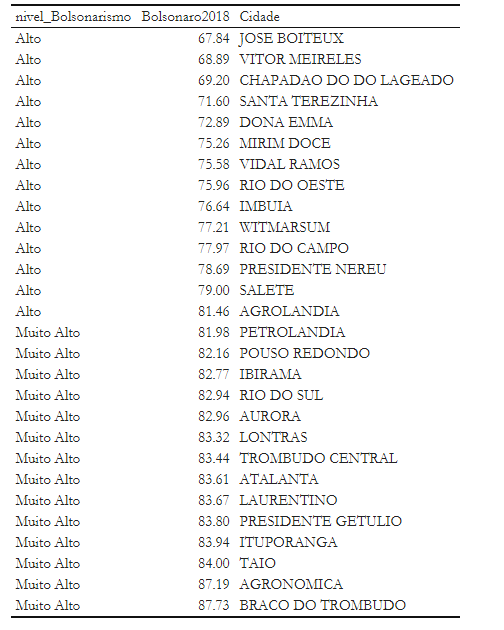 nivel_Bolsonarismo Bolsonaro2018 Cidade
Alto 67.84 JOSE BOITEUX
Alto 68.89 VITOR MEIRELES
Alto 69.20 CHAPADAO DO DO LAGEADO
Alto 71.60 SANTA TEREZINHA
Alto 72.89 DONA EMMA
Alto 75.26 MIRIM DOCE
Alto 75.58 VIDAL RAMOS
Alto 75.96 RIO DO OESTE
Alto 76.64 IMBUIA
Alto 77.21 WITMARSUM
Alto 77.97 RIO DO CAMPO
Alto 78.69 PRESIDENTE NEREU
Alto 79.00 SALETE
Alto 81.46 AGROLANDIA
Muito Alto 81.98 PETROLANDIA
Muito Alto 82.16 POUSO REDONDO
Muito Alto 82.77 IBIRAMA
Muito Alto 82.94 RIO DO SUL
Muito Alto 82.96 AURORA
Muito Alto 83.32 LONTRAS
Muito Alto 83.44 TROMBUDO CENTRAL
Muito Alto 83.61 ATALANTA
Muito Alto 83.67 LAURENTINO
Muito Alto 83.80 PRESIDENTE GETULIO
Muito Alto 83.94 ITUPORANGA
Muito Alto 84.00 TAIO
Muito Alto 87.19 AGRONOMICA
Muito Alto 87.73 BRACO DO TROMBUDO